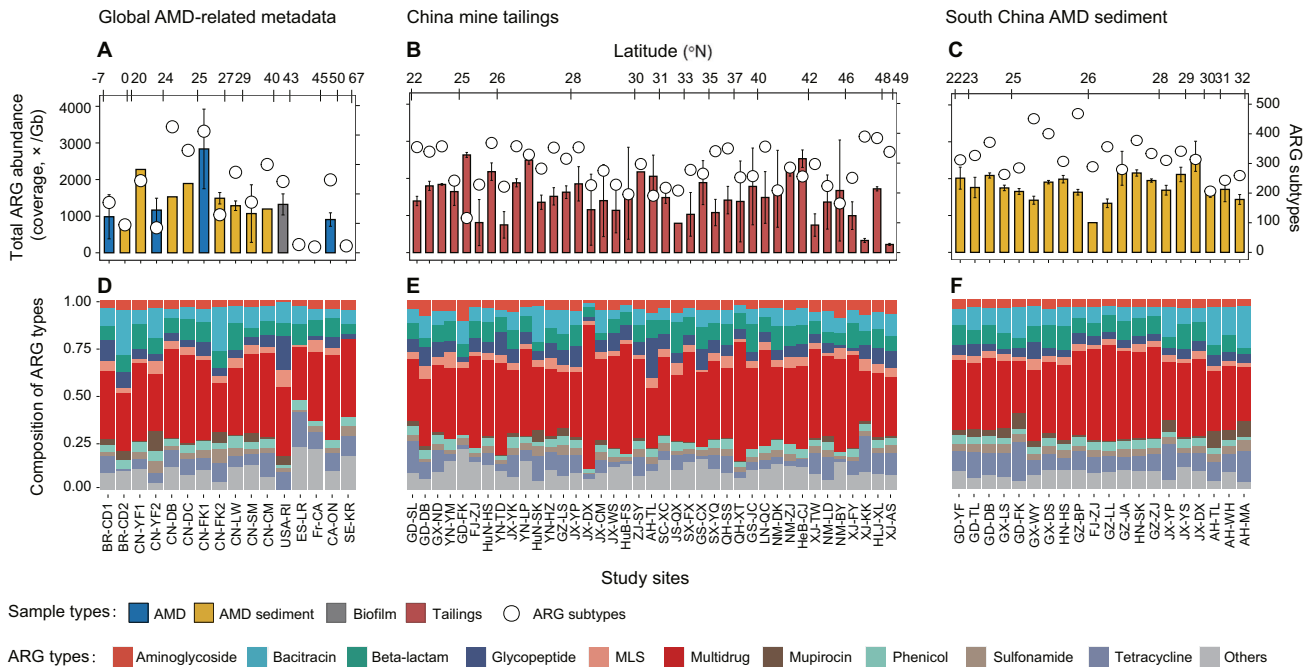 Global AMD-related metadata
China mine tailings
South China AMD sediment
A
B
Latitude (°N)
C
-7 0 20 24 25 27 29 40 43 45 50 67
22 25 26 28 30 31 33 35 37 40 42 46 48 49
22 23 25 26 28 29 30 31 32
Total ARG abundance
(coverage, × /Gb)
4000
3000
2000
1000
0
500
400
300
200
100
0
ARG subtypes
D
E
F
Composition of ARG types
1.00
0.75
0.50
0.25
0.00
BR-CD1
BR-CD2
CN-YF1
CN-YF2
CN-DB
CN-DC
CN-FK1
CN-FK2
CN-LW
CN-SM
CN-CM
USA-RI
ES-LR
Fr-CA
CA-ON
SE-KR
GD-SL
GD-DB
GX-ND
YN-YM
GD-FK
FJ-ZJ
HuN-HS
YN-TD
JX-YK
YN-LP
HuN-SK
YN-HZ
GZ-LS
JX-YP
JX-DX
JX-CM
JX-WS
HuB-FS
ZJ-SY
AH-TL
SC-XC
JS-QX
SX-FX
GS-CX
SX-YQ
QH-SS
QH-XT
GS-JC
LN-QC
NM-DK
NM-ZJ
HeB-CJ
XJ-TW
NM-LD
NM-BY
XJ-FY
XJ-KK
HLJ-XL
XJ-AS
GD-YF
GD-TL
GD-DB
GX-LS
GD-FK
GX-WY
GX-DS
HN-HS
GZ-BP
FJ-ZJ
GZ-LL
GZ-JA
HN-SK
GZ-ZJ
JX-YP
JX-DX
JX-YS
JX-DX
AH-TL
AH-WH
AH-MA
Study sites
Sample types: AMD AMD sediment Biofilm Tailings ARG subtypes
ARG types: Aminoglycoside Bacitracin Beta-lactam Glycopeptide MLS Multidrug Mupirocin Phenicol Sulfonamide Tetracycline Others